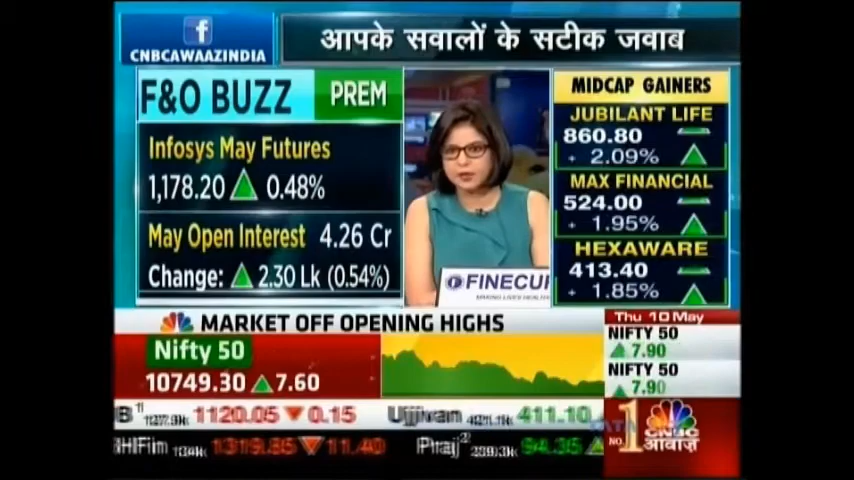 CNBCAWAAZINDIA
आपके सवालों के सटीक जवाब
F&O BUZZ PREM
Infosys May Futures
1,178.20 0.48%
May Open Interest 4.26 Cr
Change: 2.30 Lk (0.54%)
FINECUR
MIDCAP GAINERS
JUBILANT LIFE
860.80
+ 2.09%
MAX FINANCIAL
524.00
+ 1.95%
HEXAWARE
413.40
+ 1.85%
MARKET OFF OPENING HIGHS
Thu 10 May
Nifty 50
10749.30 7.60
NIFTY 50
7.90
NIFTY 50
7.90
1120.05 0.15 Ujjivan 411.10
1319.85 11.40 Praj 94.35
NO. 1 CNBC
आवाज़